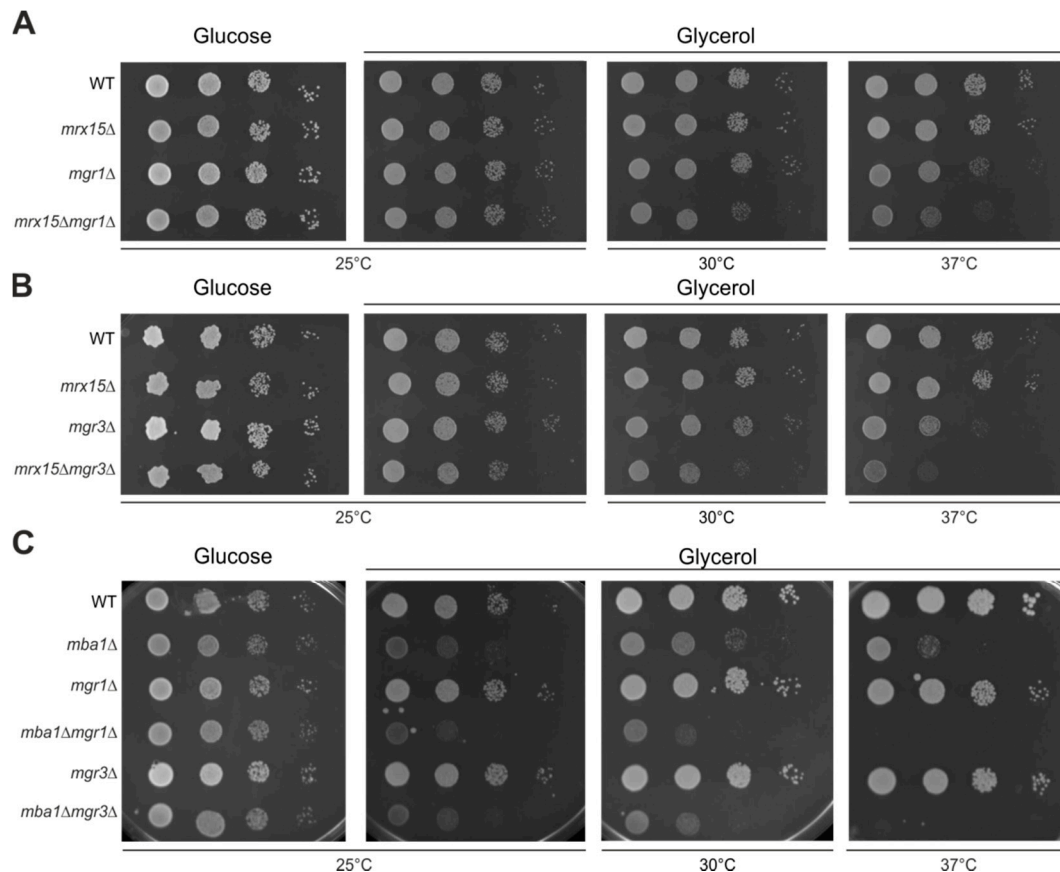 A
Glucose Glycerol
WT
mrx15Δ
mgr1Δ
mrx15Δmgr1Δ
25°C 30°C 37°C
B
Glucose Glycerol
WT
mrx15Δ
mgr3Δ
mrx15Δmgr3Δ
25°C 30°C 37°C
C
Glucose Glycerol
WT
mba1Δ
mgr1Δ
mba1Δmgr1Δ
mgr3Δ
mba1Δmgr3Δ
25°C 30°C 37°C